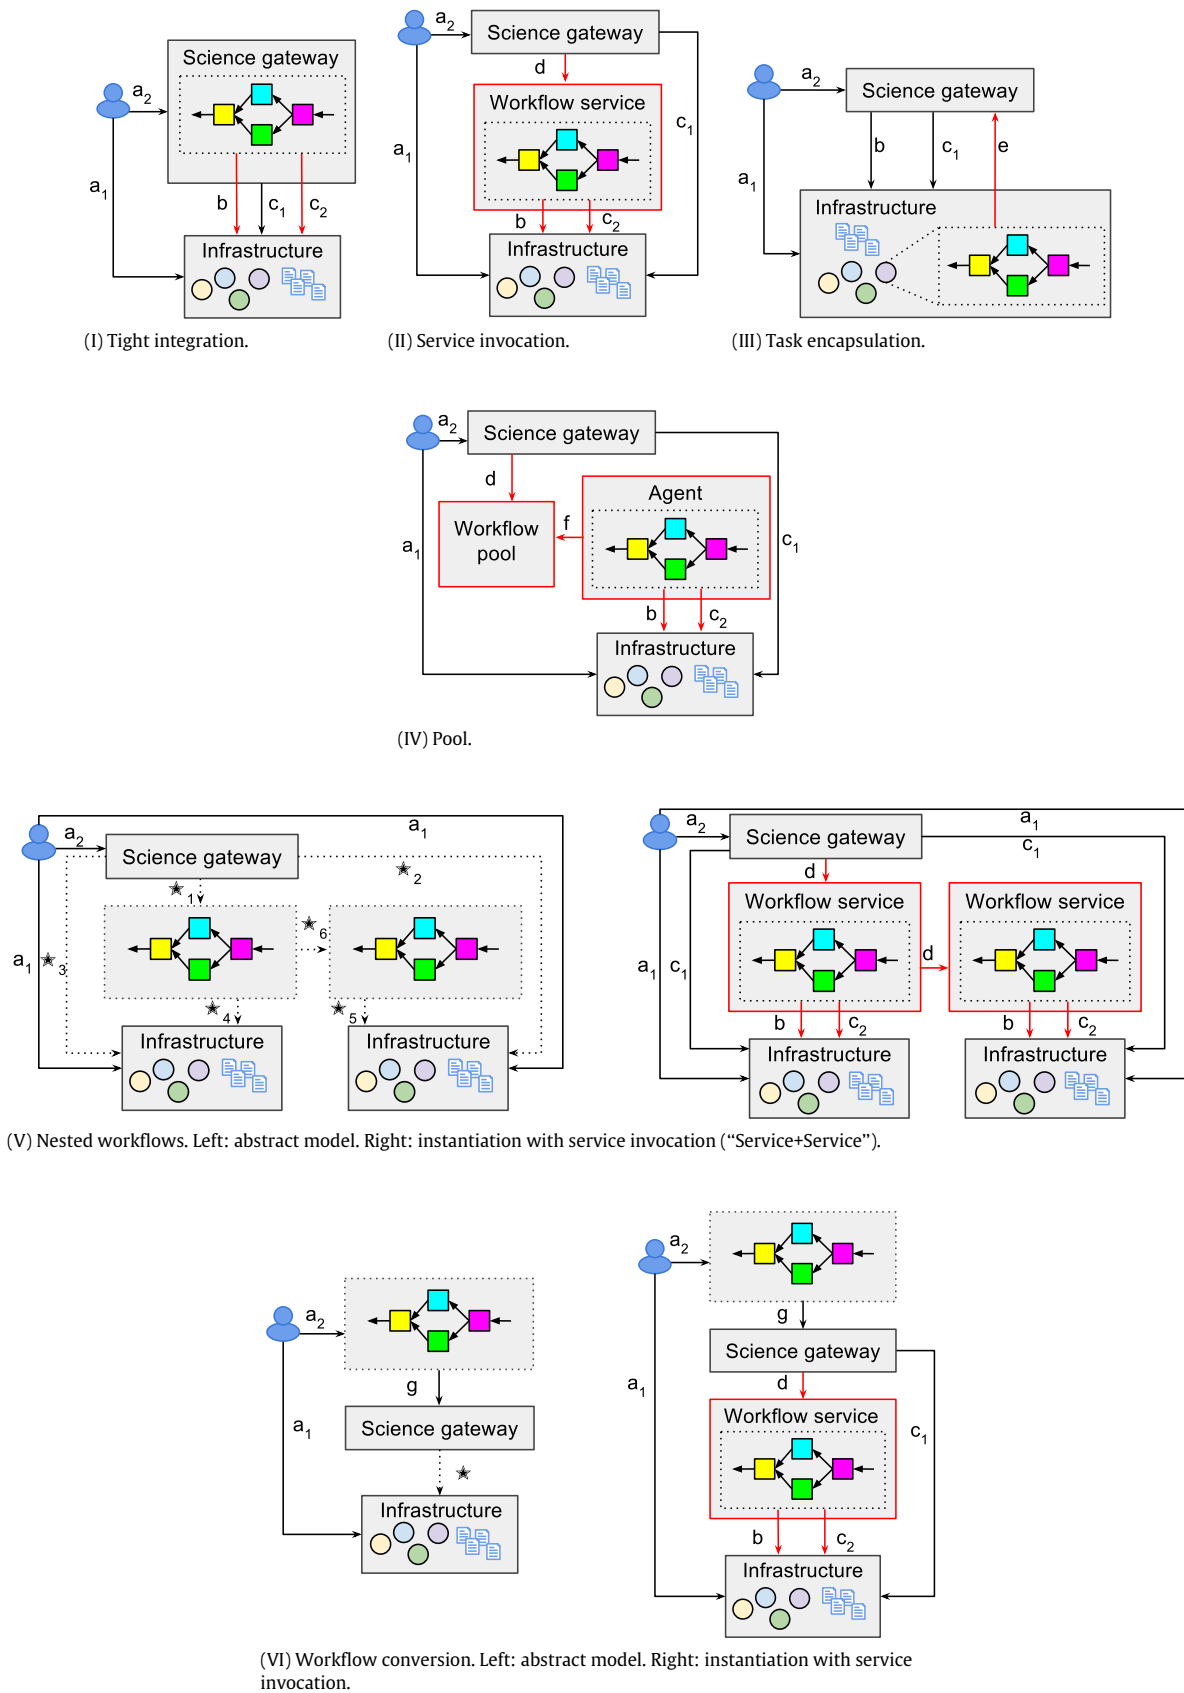 a2
Science gateway
a1
b
c1
c2
Infrastructure
(I) Tight integration.
a2
Science gateway
d
Workflow service
a1
c1
b
c2
Infrastructure
(II) Service invocation.
a2
Science gateway
b
c1
e
a1
Infrastructure
(III) Task encapsulation.
a2
Science gateway
d
Agent
Workflow
pool
f
a1
c1
b
c2
Infrastructure
(IV) Pool.
a1
a2
Science gateway
★2
★1
★6
a1
★3
★4
★5
Infrastructure
Infrastructure
a1
a2
Science gateway
c1
d
Workflow service
Workflow service
a1
c1
d
b
c2
b
c2
Infrastructure
Infrastructure
(V) Nested workflows. Left: abstract model. Right: instantiation with service invocation (“Service+Service”).
a2
g
a1
Science gateway
★
Infrastructure
a2
g
Science gateway
a1
d
Workflow service
c1
b
c2
Infrastructure
(VI) Workflow conversion. Left: abstract model. Right: instantiation with service
invocation.